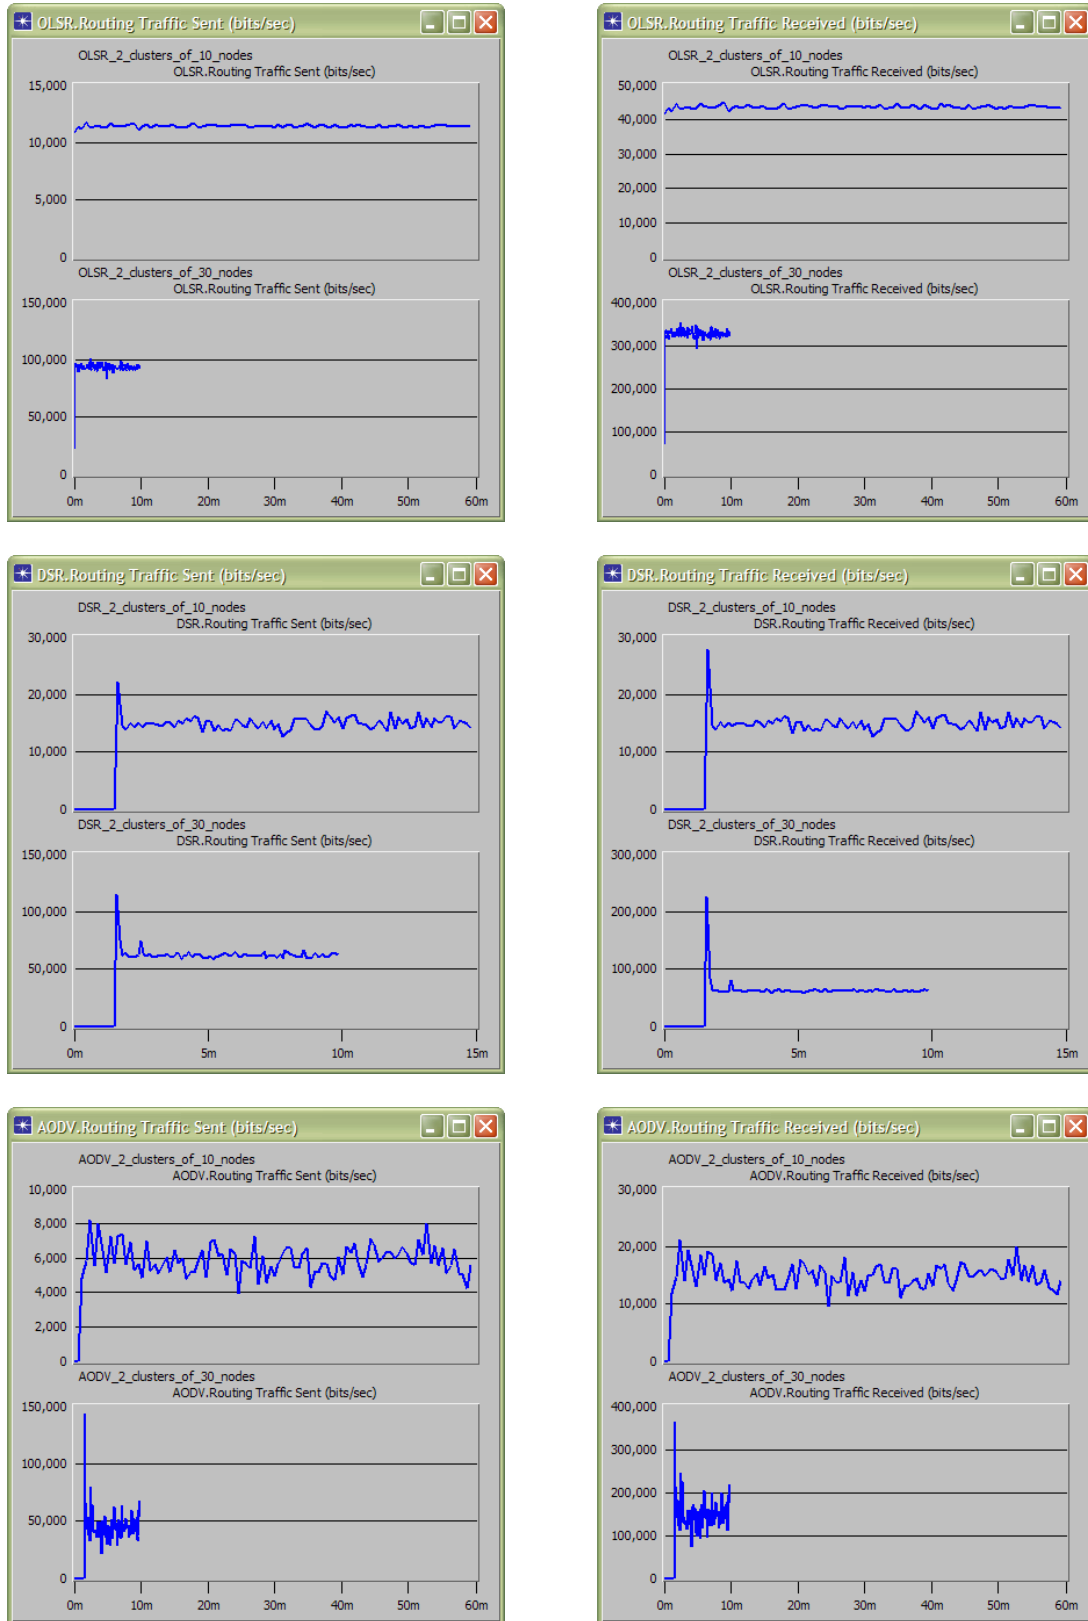 OLSR.Routing Traffic Sent (bits/sec)
OLSR_2_clusters_of_10_nodes
OLSR.Routing Traffic Sent (bits/sec)
15,000
10,000
5,000
0
OLSR_2_clusters_of_30_nodes
OLSR.Routing Traffic Sent (bits/sec)
150,000
100,000
50,000
0
0m 10m 20m 30m 40m 50m 60m
OLSR.Routing Traffic Received (bits/sec)
OLSR_2_clusters_of_10_nodes
OLSR.Routing Traffic Received (bits/sec)
50,000
40,000
30,000
20,000
10,000
0
OLSR_2_clusters_of_30_nodes
OLSR.Routing Traffic Received (bits/sec)
400,000
300,000
200,000
100,000
0
0m 10m 20m 30m 40m 50m 60m
DSR.Routing Traffic Sent (bits/sec)
DSR_2_clusters_of_10_nodes
DSR.Routing Traffic Sent (bits/sec)
30,000
20,000
10,000
0
DSR_2_clusters_of_30_nodes
DSR.Routing Traffic Sent (bits/sec)
150,000
100,000
50,000
0
0m 5m 10m 15m
DSR.Routing Traffic Received (bits/sec)
DSR_2_clusters_of_10_nodes
DSR.Routing Traffic Received (bits/sec)
30,000
20,000
10,000
0
DSR_2_clusters_of_30_nodes
DSR.Routing Traffic Received (bits/sec)
300,000
200,000
100,000
0
0m 5m 10m 15m
AODV.Routing Traffic Sent (bits/sec)
AODV_2_clusters_of_10_nodes
AODV.Routing Traffic Sent (bits/sec)
10,000
8,000
6,000
4,000
2,000
0
AODV_2_clusters_of_30_nodes
AODV.Routing Traffic Sent (bits/sec)
150,000
100,000
50,000
0
0m 10m 20m 30m 40m 50m 60m
AODV.Routing Traffic Received (bits/sec)
AODV_2_clusters_of_10_nodes
AODV.Routing Traffic Received (bits/sec)
30,000
20,000
10,000
0
AODV_2_clusters_of_30_nodes
AODV.Routing Traffic Received (bits/sec)
400,000
300,000
200,000
100,000
0
0m 10m 20m 30m 40m 50m 60m